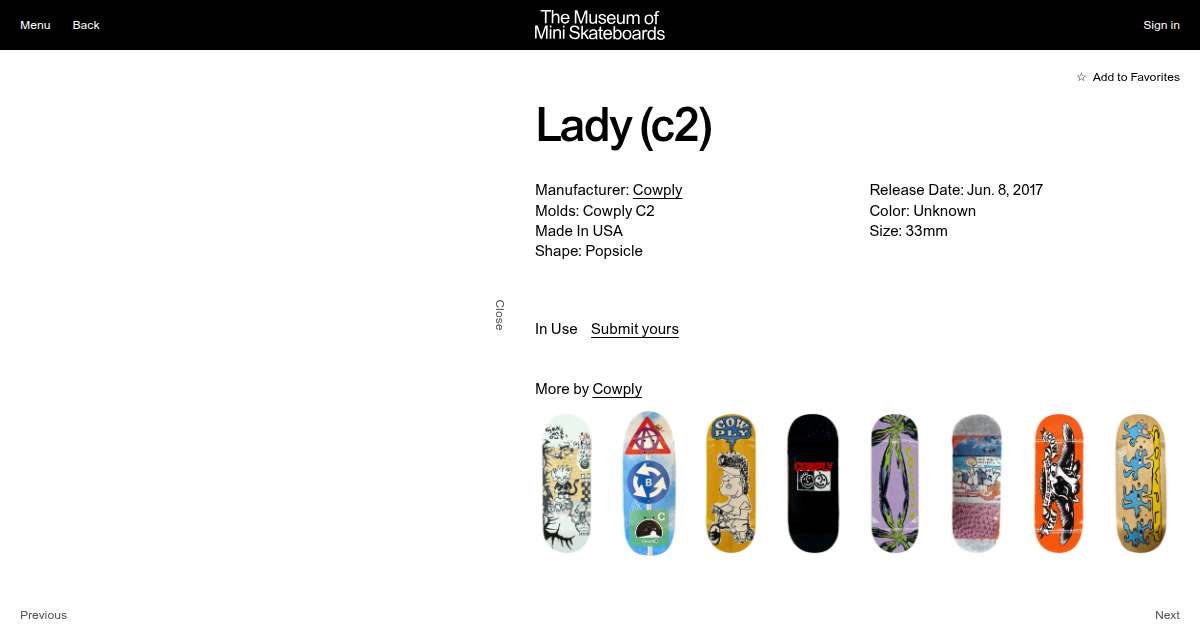 Menu Back
The Museum of
Mini Skateboards
Sign in
☆ Add to Favorites
Lady (c2)
Manufacturer: Cowply
Molds: Cowply C2
Made In USA
Shape: Popsicle
Release Date: Jun. 8, 2017
Color: Unknown
Size: 33mm
Close
In Use Submit yours
More by Cowply
B
C
COW
PLY
COWPLY
COWPLY
Previous
Next